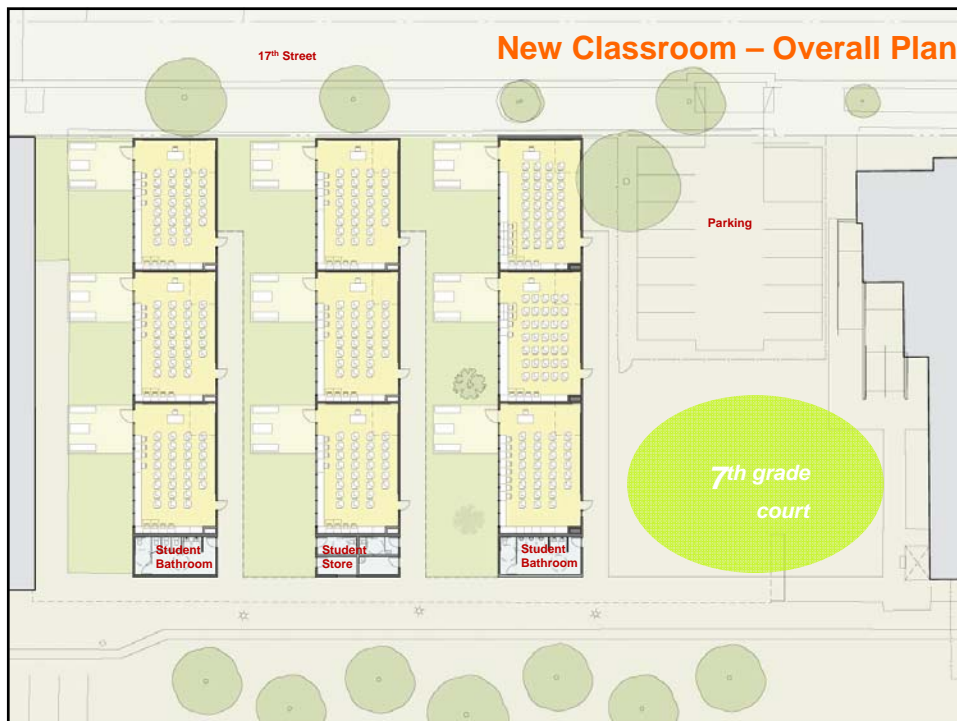 New Classroom – Overall Plan
17th Street
Parking
7th grade
court
Student
Bathroom
Student
Store
Student
Bathroom